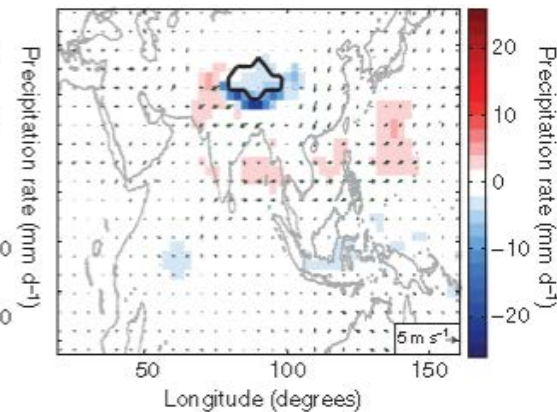 Precipitation rate (mm d⁻¹)
0
0
5 m s⁻¹
50
100
150
Longitude (degrees)
20
10
0
−10
−20
Precipitation rate (mm d⁻¹)